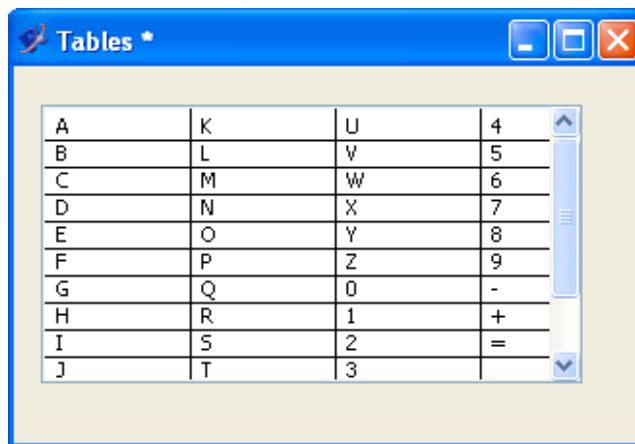 Tables *
A K U 4
B L V 5
C M W 6
D N X 7
E O Y 8
F P Z 9
G Q 0 -
H R 1 +
I S 2 =
J T 3